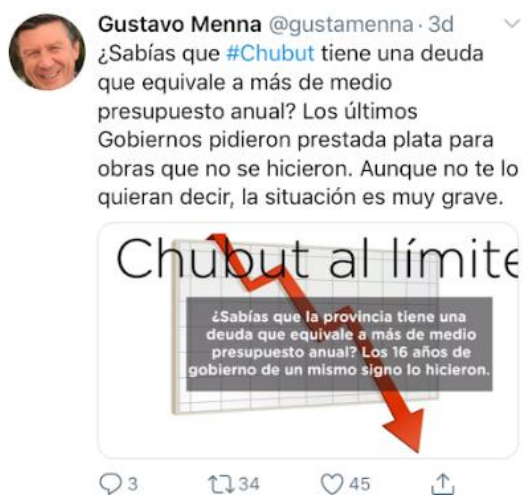 Gustavo Menna @gustamenna · 3d
¿Sabías que #Chubut tiene una deuda
que equivale a más de medio
presupuesto anual? Los últimos
Gobiernos pidieron prestada plata para
obras que no se hicieron. Aunque no te lo
quieran decir, la situación es muy grave.
Chubut al límite
¿Sabías que la provincia tiene una
deuda que equivale a más de medio
presupuesto anual? Los 16 años de
gobierno de un mismo signo lo hicieron.
3 34 45